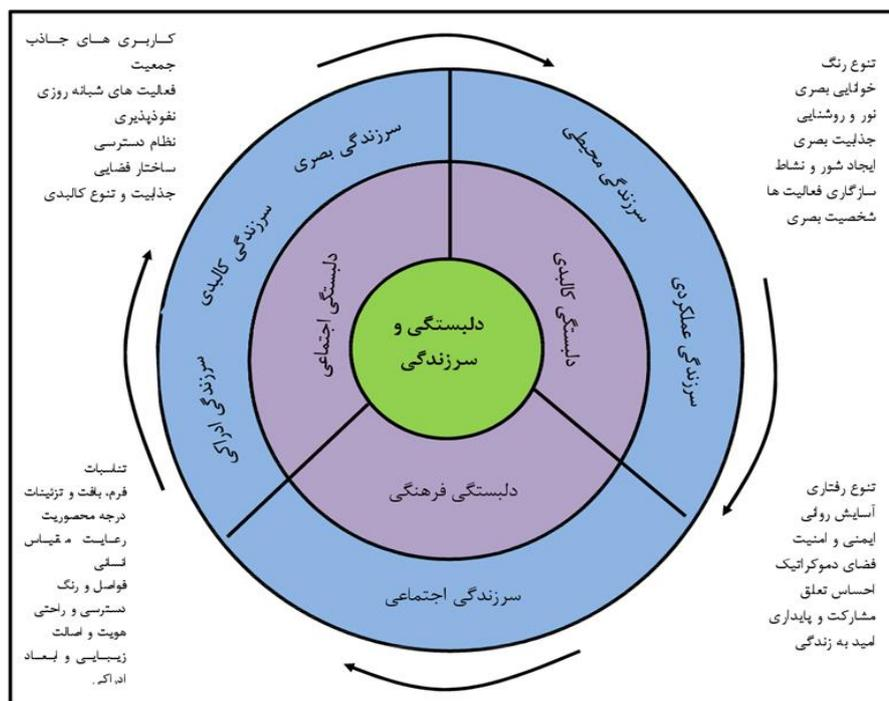 کاربری های جاذب
جمعیت
فعالیت های شبانه روزی
نفوذپذیری
نظام دسترسی
ساختار فضایی
جذابیت و تنوع کالبدی
تنوع رنگ
خوانایی بصری
نور و روشنایی
جذابیت بصری
ایجاد شور و نشاط
سازگاری فعالیت ها
شخصیت بصری
سرزندگی بصری
سرزندگی محیطی
سرزندگی کالبدی
سرزندگی عملکردی
سرزندگی ادراکی
سرزندگی اجتماعی
دلبستگی اجتماعی
دلبستگی کالبدی
دلبستگی فرهنگی
دلبستگی و
سرزندگی
تنوع رفتاری
آسایش روانی
ایمنی و امنیت
فضای دموکراتیک
احساس تعلق
مشارکت و پایداری
امید به زندگی
تناسبات
فرم، بافت و تزئینات
درجه محصوریت
رعایت مقیاس
انسانی
فواصل و رنگ
دسترسی و راحتی
هویت و اصالت
زیبایی و ابعاد
ادراکی.